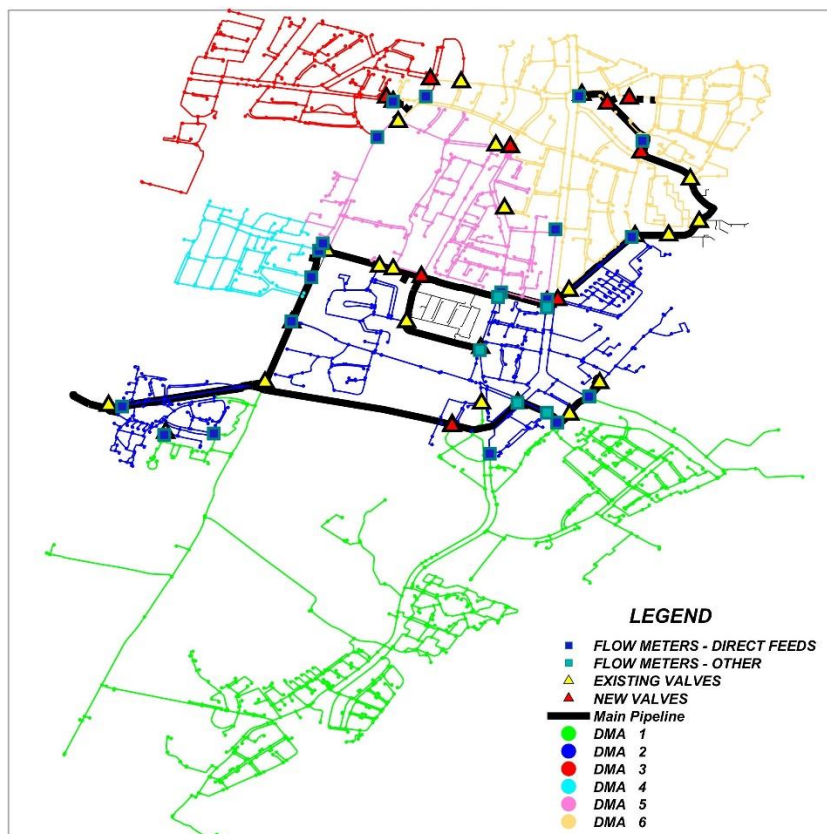 LEGEND
FLOW METERS - DIRECT FEEDS
FLOW METERS - OTHER
EXISTING VALVES
NEW VALVES
Main Pipeline
DMA 1
DMA 2
DMA 3
DMA 4
DMA 5
DMA 6